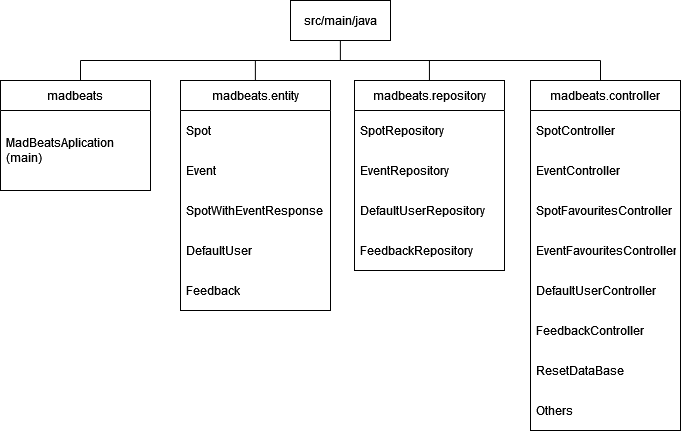 src/main/java
madbeats
MadBeatsAplication
(main)
madbeats.entity
Spot
Event
SpotWithEventResponse
DefaultUser
Feedback
madbeats.repository
SpotRepository
EventRepository
DefaultUserRepository
FeedbackRepository
madbeats.controller
SpotController
EventController
SpotFavouritesController
EventFavouritesController
DefaultUserController
FeedbackController
ResetDataBase
Others